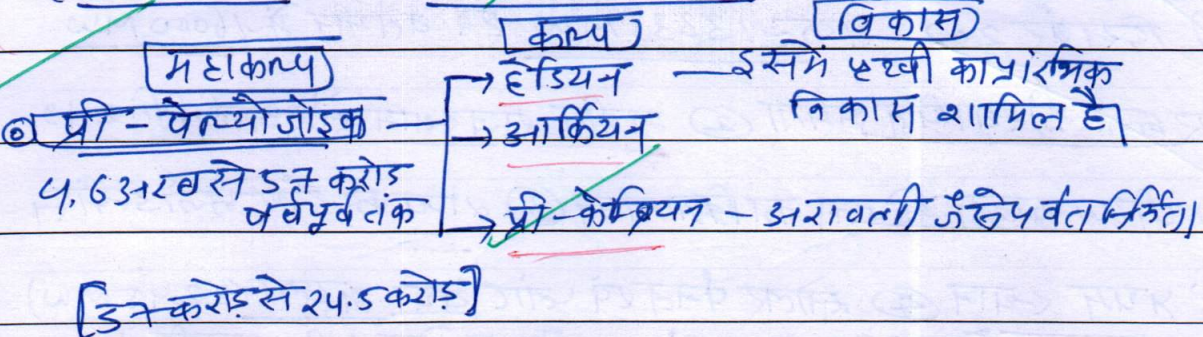 महाकल्प
कल्प
विकास
प्री - पेल्योजोइक
4.6 अरब से 57 करोड़
वर्ष पूर्व तक
→ हेडियन — इसमें पृथ्वी का प्रारंभिक
विकास शामिल है
→ आर्कियन
→ प्री केम्ब्रियन - अरावली जैसे पर्वत निर्मित।
[57 करोड़ से 24.5 करोड़]